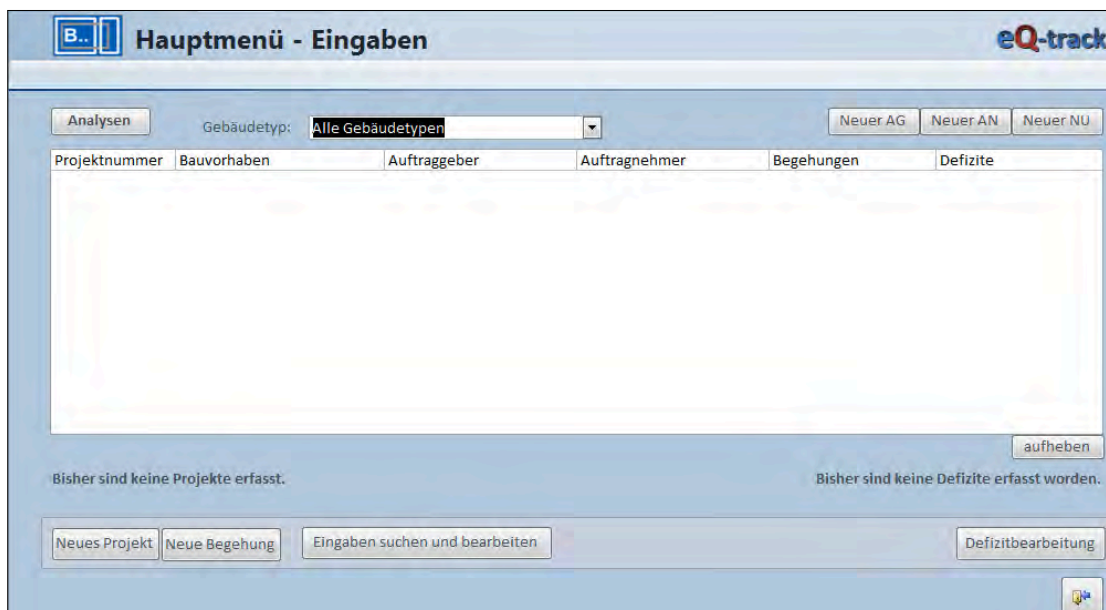 B..
Hauptmenü - Eingaben
eQ-track
Analysen
Gebäudetyp:
Alle Gebäudetypen
Neuer AG
Neuer AN
Neuer NU
Projektnummer Bauvorhaben Auftraggeber Auftragnehmer Begehungen Defizite
aufheben
Bisher sind keine Projekte erfasst.
Bisher sind keine Defizite erfasst worden.
Neues Projekt
Neue Begehung
Eingaben suchen und bearbeiten
Defizitbearbeitung